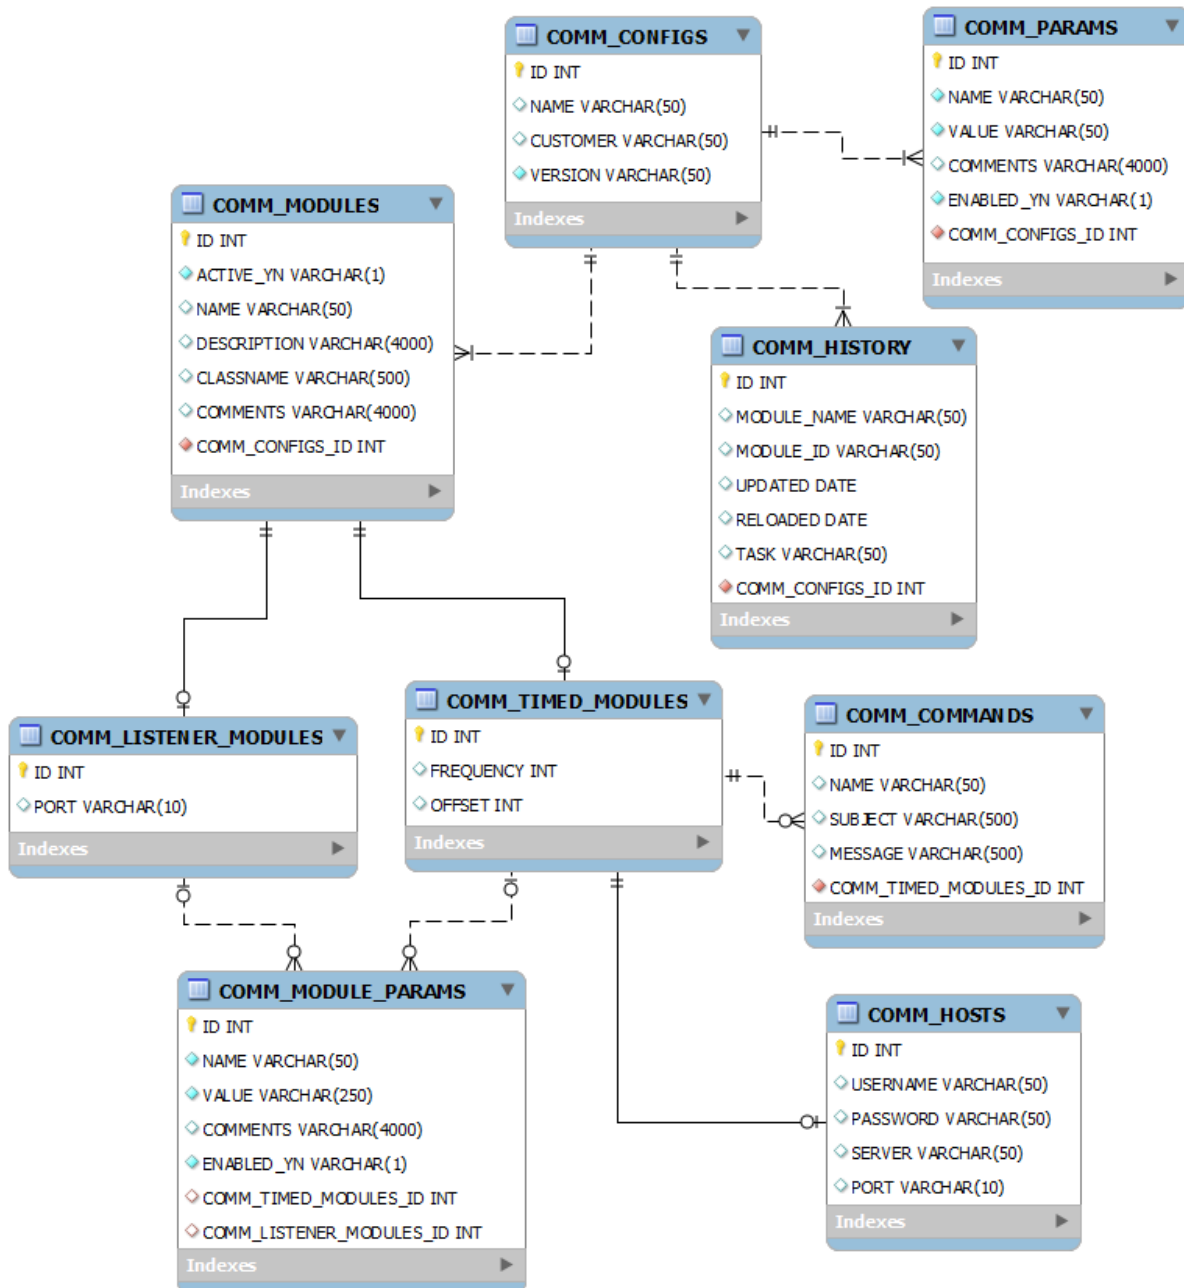 COMM_CONFIGS
ID INT
NAME VARCHAR(50)
CUSTOMER VARCHAR(50)
VERSION VARCHAR(50)
Indexes
COMM_PARAMS
ID INT
NAME VARCHAR(50)
VALUE VARCHAR(50)
COMMENTS VARCHAR(4000)
ENABLED_YN VARCHAR(1)
COMM_CONFIGS_ID INT
Indexes
COMM_MODULES
ID INT
ACTIVE_YN VARCHAR(1)
NAME VARCHAR(50)
DESCRIPTION VARCHAR(4000)
CLASSNAME VARCHAR(500)
COMMENTS VARCHAR(4000)
COMM_CONFIGS_ID INT
Indexes
COMM_HISTORY
ID INT
MODULE_NAME VARCHAR(50)
MODULE_ID VARCHAR(50)
UPDATED DATE
RELOADED DATE
TASK VARCHAR(50)
COMM_CONFIGS_ID INT
Indexes
COMM_LISTENER_MODULES
ID INT
PORT VARCHAR(10)
Indexes
COMM_TIMED_MODULES
ID INT
FREQUENCY INT
OFFSET INT
Indexes
COMM_COMMANDS
ID INT
NAME VARCHAR(50)
SUBJECT VARCHAR(500)
MESSAGE VARCHAR(500)
COMM_TIMED_MODULES_ID INT
Indexes
COMM_MODULE_PARAMS
ID INT
NAME VARCHAR(50)
VALUE VARCHAR(250)
COMMENTS VARCHAR(4000)
ENABLED_YN VARCHAR(1)
COMM_TIMED_MODULES_ID INT
COMM_LISTENER_MODULES_ID INT
Indexes
COMM_HOSTS
ID INT
USERNAME VARCHAR(50)
PASSWORD VARCHAR(50)
SERVER VARCHAR(50)
PORT VARCHAR(10)
Indexes